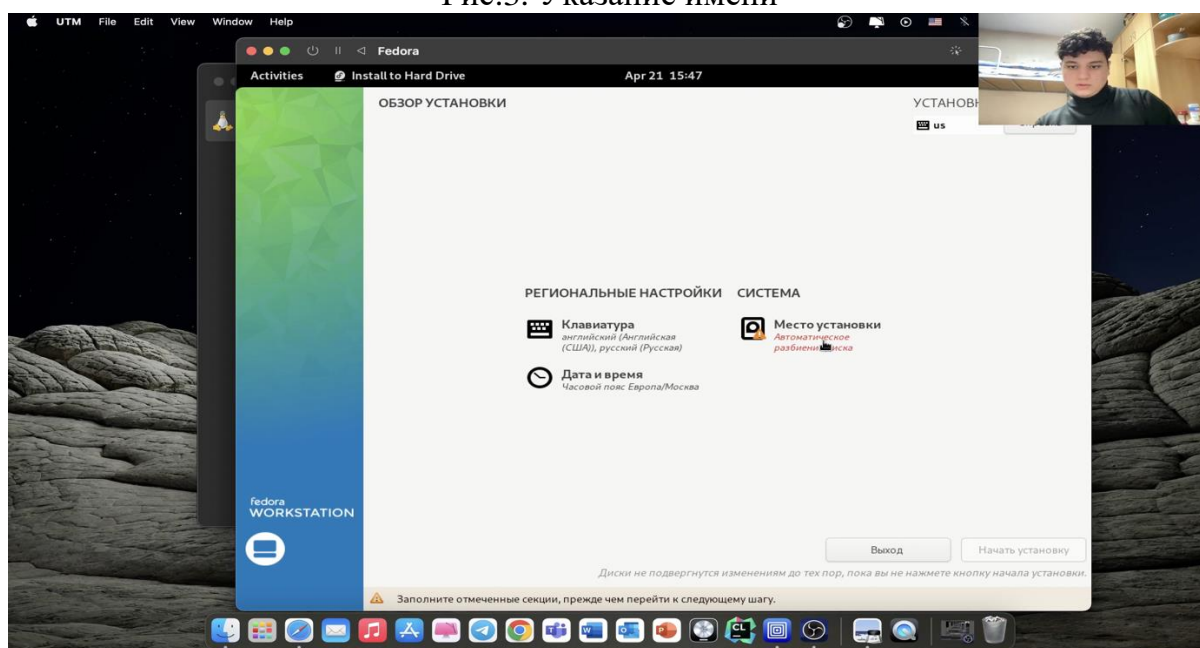 Рис.3. Указание имени
UTM File Edit View Window Help
Fedora
Activities Install to Hard Drive Apr 21 15:47
ОБЗОР УСТАНОВКИ
us
РЕГИОНАЛЬНЫЕ НАСТРОЙКИ СИСТЕМА
Клавиатура
английский (Английская
(США)), русский (Русская)
Место установки
Автоматическое
Дата и время
Часовой пояс Европа/Москва
fedora
WORKSTATION
Выход Начать установку
Диски не подвергнутся изменениям до тех пор, пока вы не нажмете кнопку начала установки.
Заполните отмеченные секции, прежде чем перейти к следующему шагу.